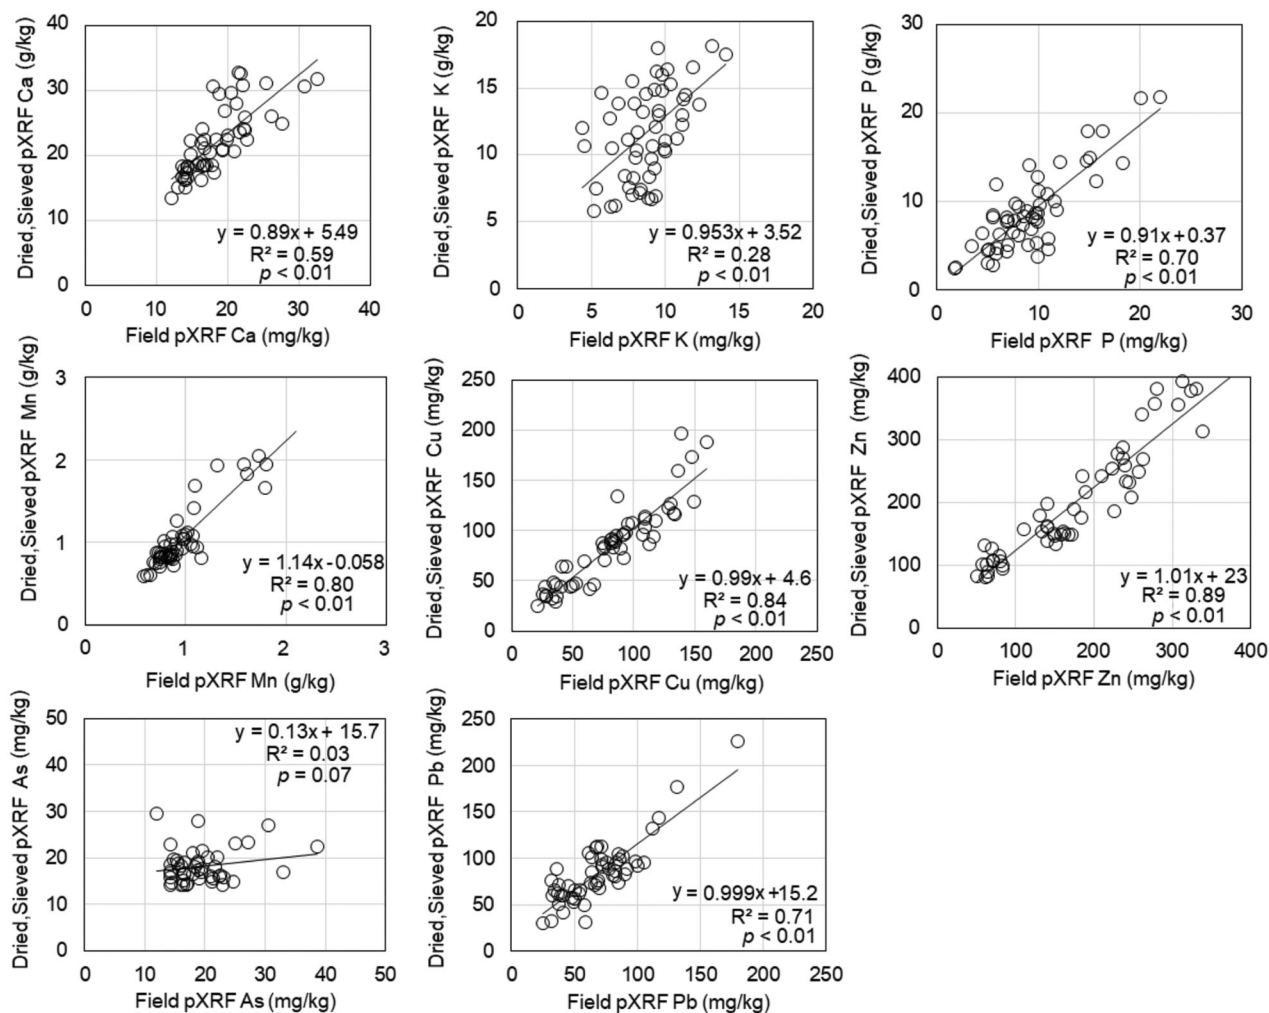 Dried,Sieved pXRF Ca (g/kg)
40
30
20
10
0
y = 0.89x + 5.49
R² = 0.59
p < 0.01
0 10 20 30 40
Field pXRF Ca (mg/kg)
Dried,Sieved pXRF K (g/kg)
20
15
10
5
0
y = 0.953x + 3.52
R² = 0.28
p < 0.01
0 5 10 15 20
Field pXRF K (mg/kg)
Dried,Sieved pXRF P (g/kg)
30
20
10
0
y = 0.91x + 0.37
R² = 0.70
p < 0.01
0 10 20 30
Field pXRF P (mg/kg)
Dried,Sieved pXRF Mn (g/kg)
3
2
1
0
y = 1.14x - 0.058
R² = 0.80
p < 0.01
0 1 2 3
Field pXRF Mn (g/kg)
Dried,Sieved pXRF Cu (mg/kg)
250
200
150
100
50
0
y = 0.99x + 4.6
R² = 0.84
p < 0.01
0 50 100 150 200 250
Field pXRF Cu (mg/kg)
Dried,Sieved pXRF Zn (mg/kg)
400
300
200
100
0
y = 1.01x + 23
R² = 0.89
p < 0.01
0 100 200 300 400
Field pXRF Zn (mg/kg)
Dried,Sieved pXRF As (mg/kg)
50
40
30
20
10
0
y = 0.13x + 15.7
R² = 0.03
p = 0.07
0 10 20 30 40 50
Field pXRF As (mg/kg)
Dried,Sieved pXRF Pb (mg/kg)
250
200
150
100
50
0
y = 0.999x +15.2
R² = 0.71
p < 0.01
0 50 100 150 200 250
Field pXRF Pb (mg/kg)